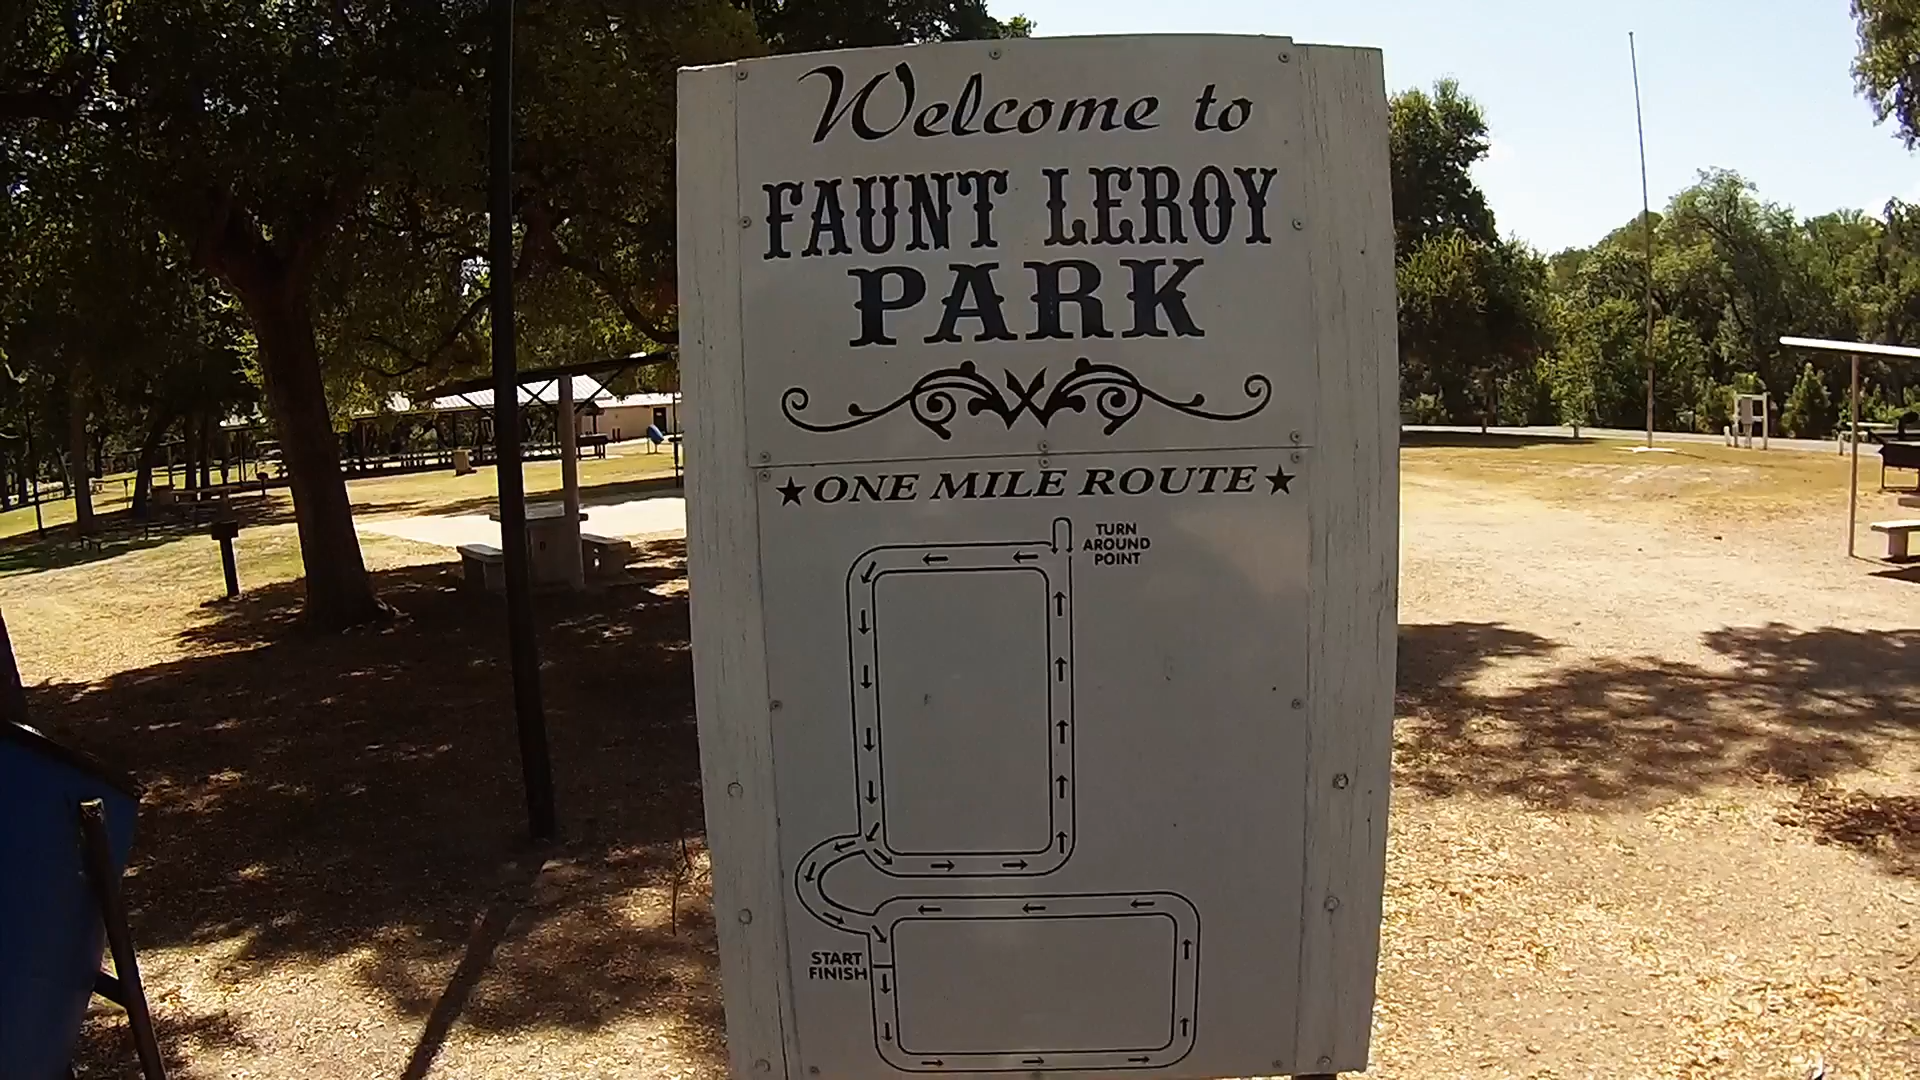 Welcome to
FAUNT LEROY
PARK
★ONE MILE ROUTE★
TURN
AROUND
POINT
START
FINISH